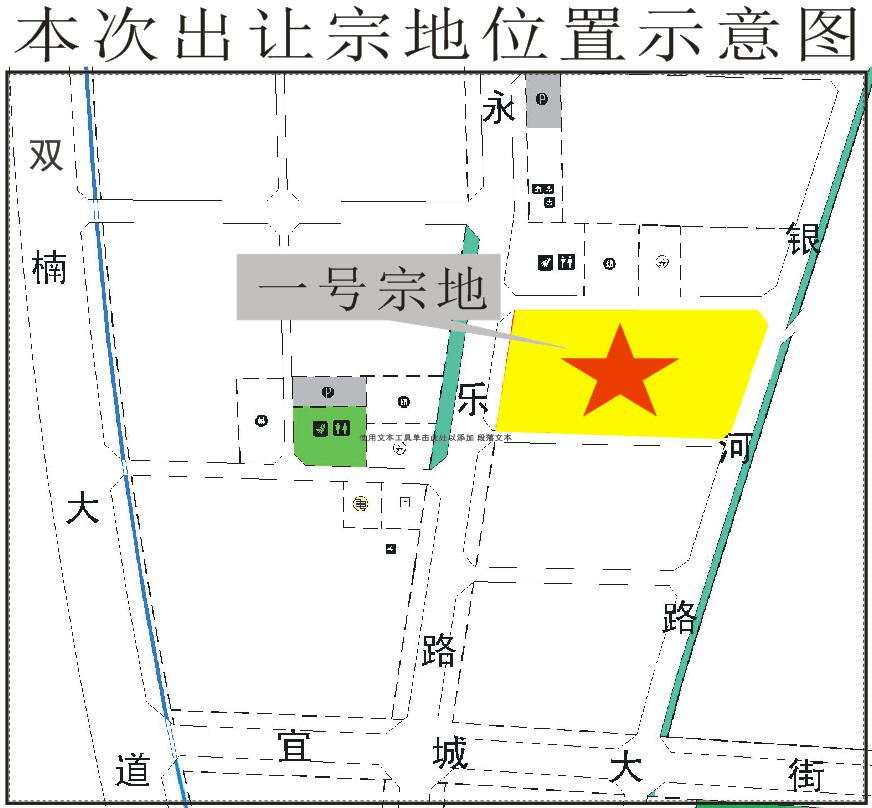 本次出让宗地位置示意图
永乐路
双楠大道
银河路
一号宗地
P
P
使用文本工具单击此处以添加 段落文本
宜城大街